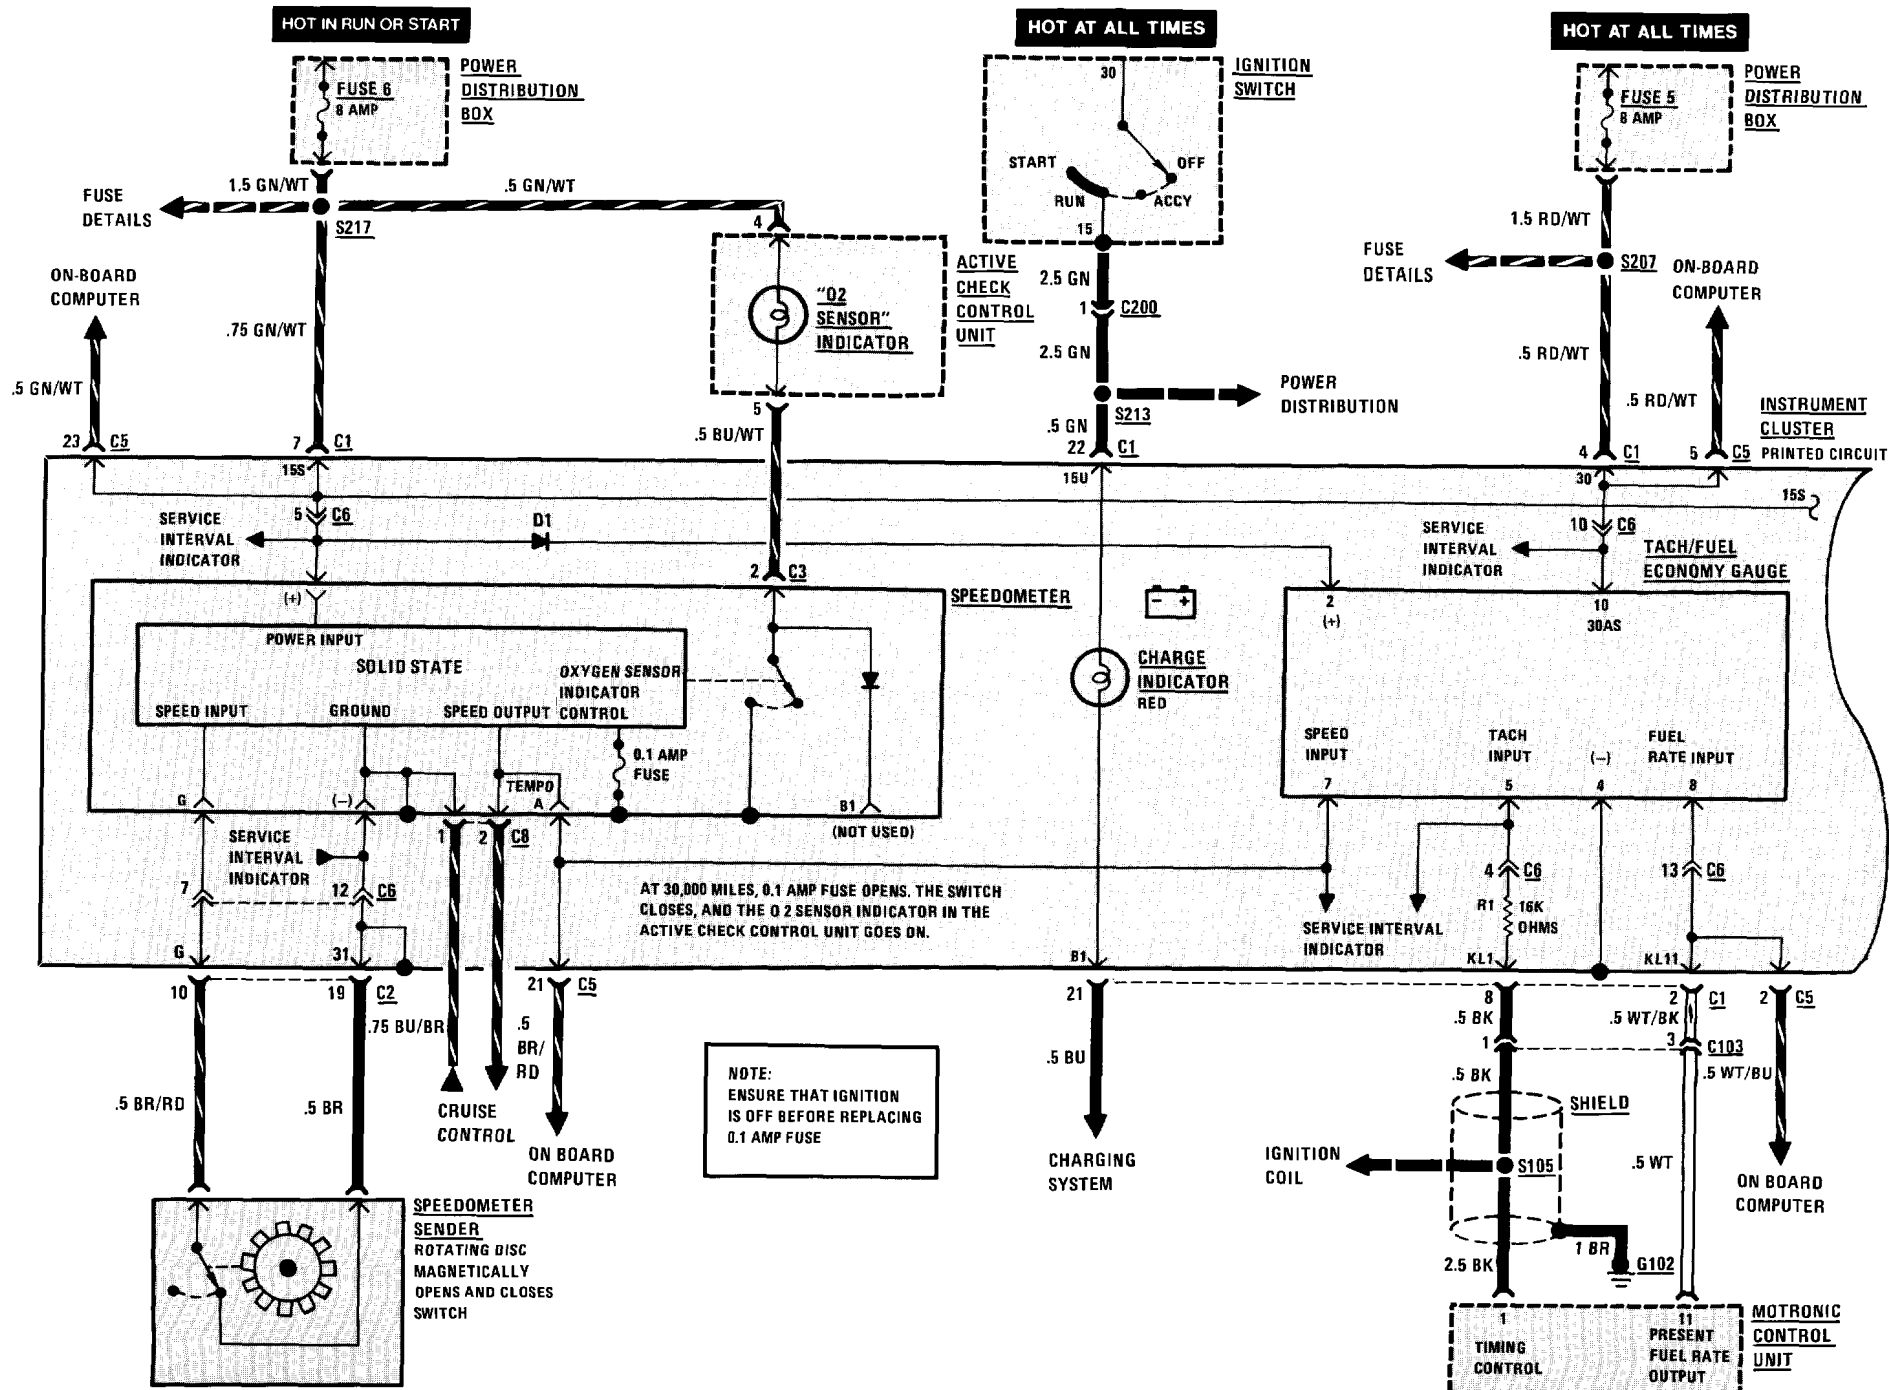 HOT IN RUN OR START
HOT AT ALL TIMES
HOT AT ALL TIMES
FUSE 6
8 AMP
POWER
DISTRIBUTION
BOX
30
START
OFF
RUN
ACCY
15
IGNITION
SWITCH
FUSE 5
8 AMP
POWER
DISTRIBUTION
BOX
1.5 GN/WT
.5 GN/WT
FUSE
DETAILS
S217
4
ON-BOARD
COMPUTER
.75 GN/WT
.5 GN/WT
"02
SENSOR"
INDICATOR
ACTIVE
CHECK
CONTROL
UNIT
5
.5 BU/WT
2.5 GN
1
C200
2.5 GN
POWER
DISTRIBUTION
S213
.5 GN
22
C1
1.5 RD/WT
FUSE
DETAILS
S207
ON-BOARD
COMPUTER
.5 RD/WT
.5 RD/WT
INSTRUMENT
CLUSTER
PRINTED CIRCUIT
23
C5
7
C1
4
C1
5
C5
15S
15U
30
15S
5
C6
D1
SERVICE
INTERVAL
INDICATOR
10
C6
SERVICE
INTERVAL
INDICATOR
TACH/FUEL
ECONOMY GAUGE
2
C3
SPEEDOMETER
(+)
POWER INPUT
SOLID STATE
OXYGEN SENSOR
INDICATOR
CONTROL
SPEED INPUT
GROUND
SPEED OUTPUT
0.1 AMP
FUSE
TEMPO
A
G
(–)
B1
(NOT USED)
- +
CHARGE
INDICATOR
RED
2
(+)
10
30AS
SPEED
INPUT
7
TACH
INPUT
5
(–)
4
FUEL
RATE INPUT
8
SERVICE
INTERVAL
INDICATOR
1
2
C8
7
12
C6
AT 30,000 MILES, 0.1 AMP FUSE OPENS. THE SWITCH
CLOSES, AND THE O 2 SENSOR INDICATOR IN THE
ACTIVE CHECK CONTROL UNIT GOES ON.
4
C6
R1
16K
OHMS
13
C6
SERVICE INTERVAL
INDICATOR
G
31
B1
KL1
KL11
10
19
C2
21
C5
21
8
2
C1
2
C5
.75 BU/BR
.5
BR/
RD
.5 BR/RD
.5 BR
CRUISE
CONTROL
ON BOARD
COMPUTER
NOTE:
ENSURE THAT IGNITION
IS OFF BEFORE REPLACING
0.1 AMP FUSE
.5 BU
CHARGING
SYSTEM
.5 BK
.5 WT/BK
1
3
C103
.5 BK
.5 WT/BU
SHIELD
IGNITION
COIL
S105
.5 WT
ON BOARD
COMPUTER
1 BR
G102
2.5 BK
SPEEDOMETER
SENDER
ROTATING DISC
MAGNETICALLY
OPENS AND CLOSES
SWITCH
1
TIMING
CONTROL
11
PRESENT
FUEL RATE
OUTPUT
MOTRONIC
CONTROL
UNIT